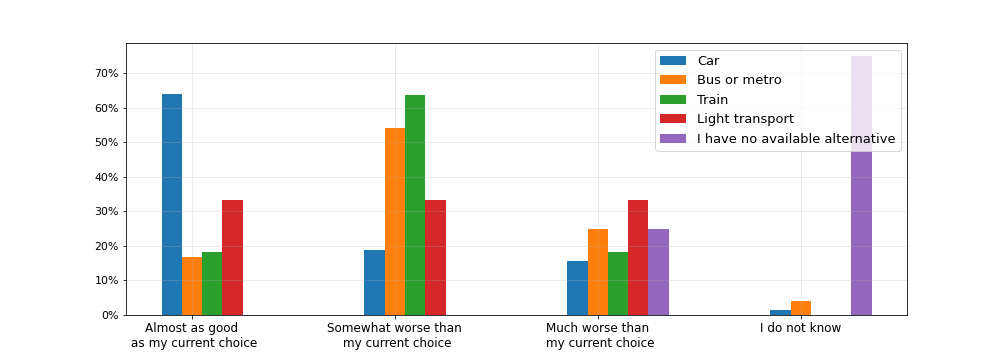 70%
60%
50%
40%
30%
20%
10%
0%
Car
Bus or metro
Train
Light transport
I have no available alternative
Almost as good
as my current choice
Somewhat worse than
my current choice
Much worse than
my current choice
I do not know